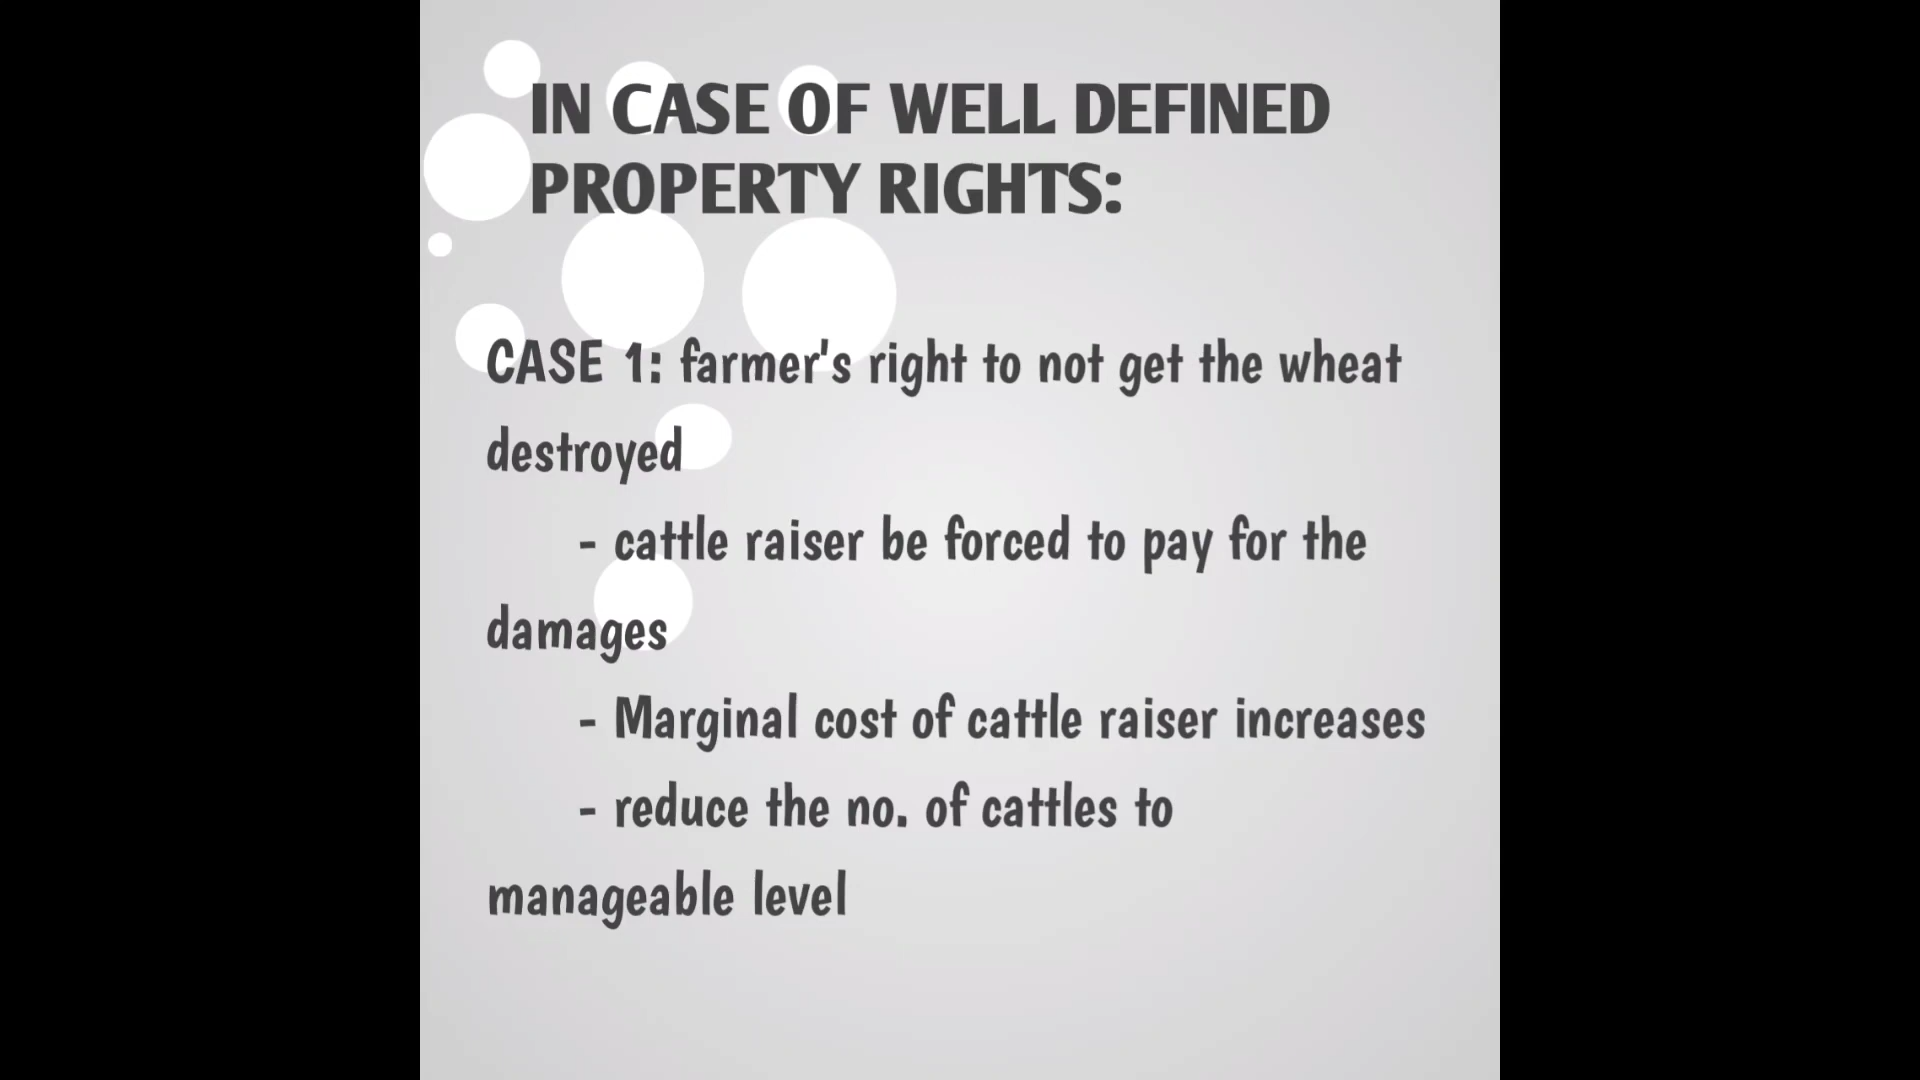 IN CASE OF WELL DEFINED
PROPERTY RIGHTS:
CASE 1: farmer's right to not get the wheat
destroyed
- cattle raiser be forced to pay for the
damages
- Marginal cost of cattle raiser increases
- reduce the no. of cattles to
manageable level